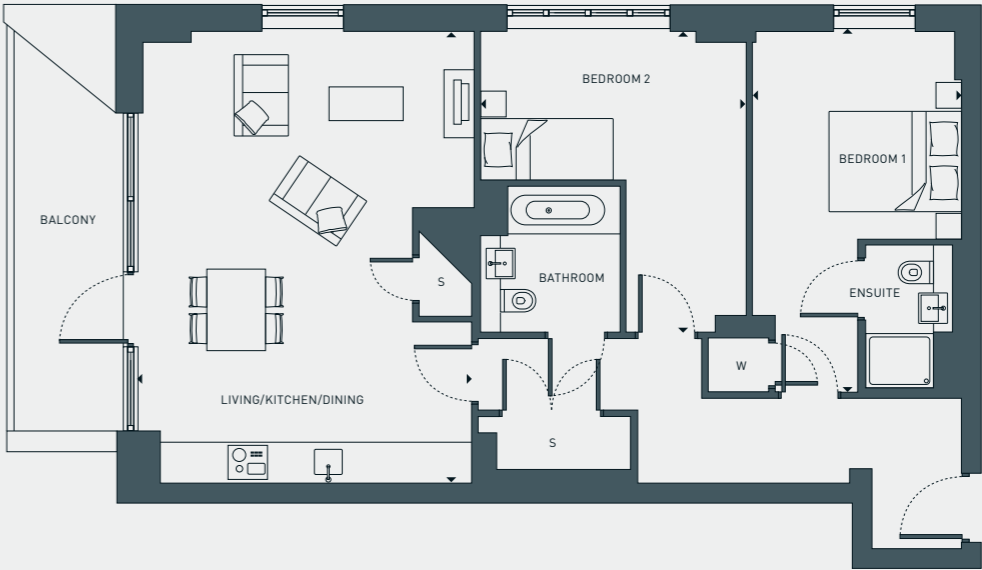 BEDROOM 2
BEDROOM 1
BALCONY
S
BATHROOM
ENSUITE
W
LIVING/KITCHEN/DINING
S